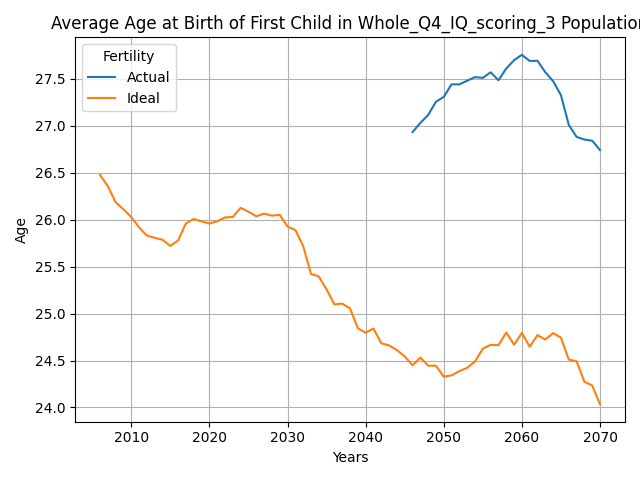 Average Age at Birth of First Child in Whole_Q4_IQ_scoring_3 Population
Fertility
Actual
Ideal
27.5
27.0
26.5
26.0
25.5
25.0
24.5
24.0
Age
2010 2020 2030 2040 2050 2060 2070
Years